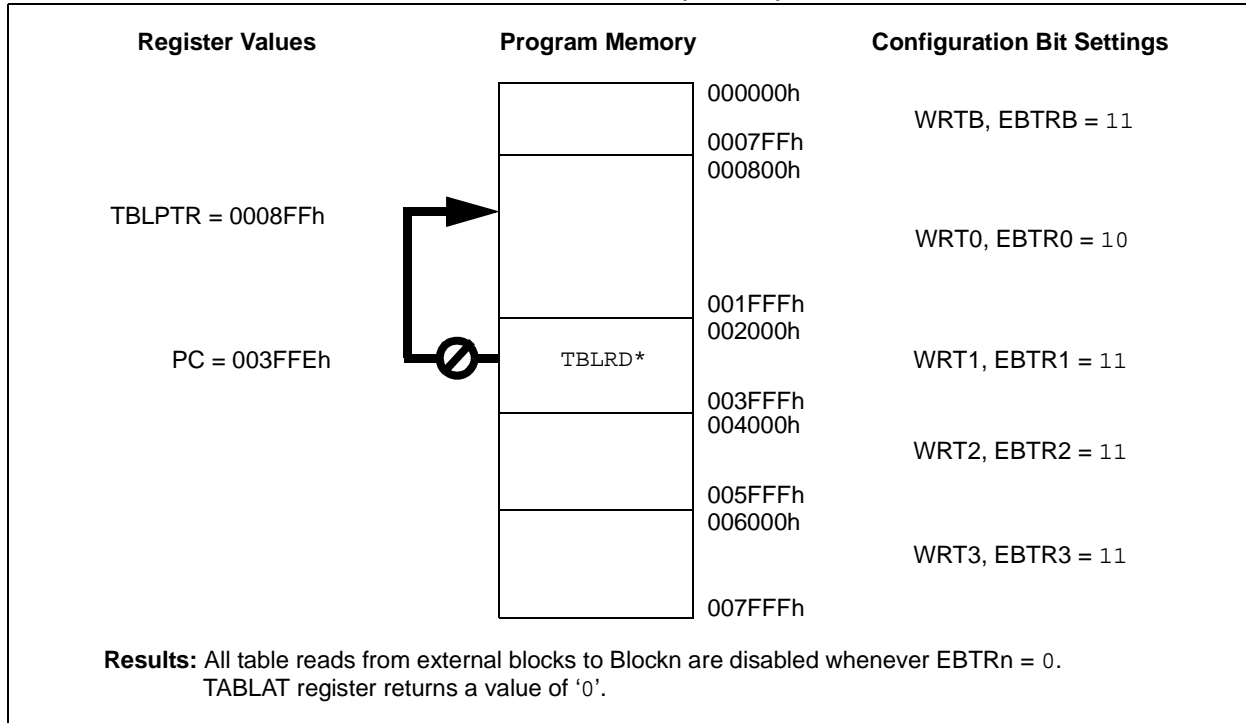 Register Values Program Memory Configuration Bit Settings
000000h
WRTB, EBTRB = 11
0007FFh
000800h
TBLPTR = 0008FFh
WRT0, EBTR0 = 10
001FFFh
002000h
PC = 003FFEh TBLRD* WRT1, EBTR1 = 11
003FFFh
004000h
WRT2, EBTR2 = 11
005FFFh
006000h
WRT3, EBTR3 = 11
007FFFh
Results: All table reads from external blocks to Blockn are disabled whenever EBTRn = 0.
TABLAT register returns a value of ‘0’.